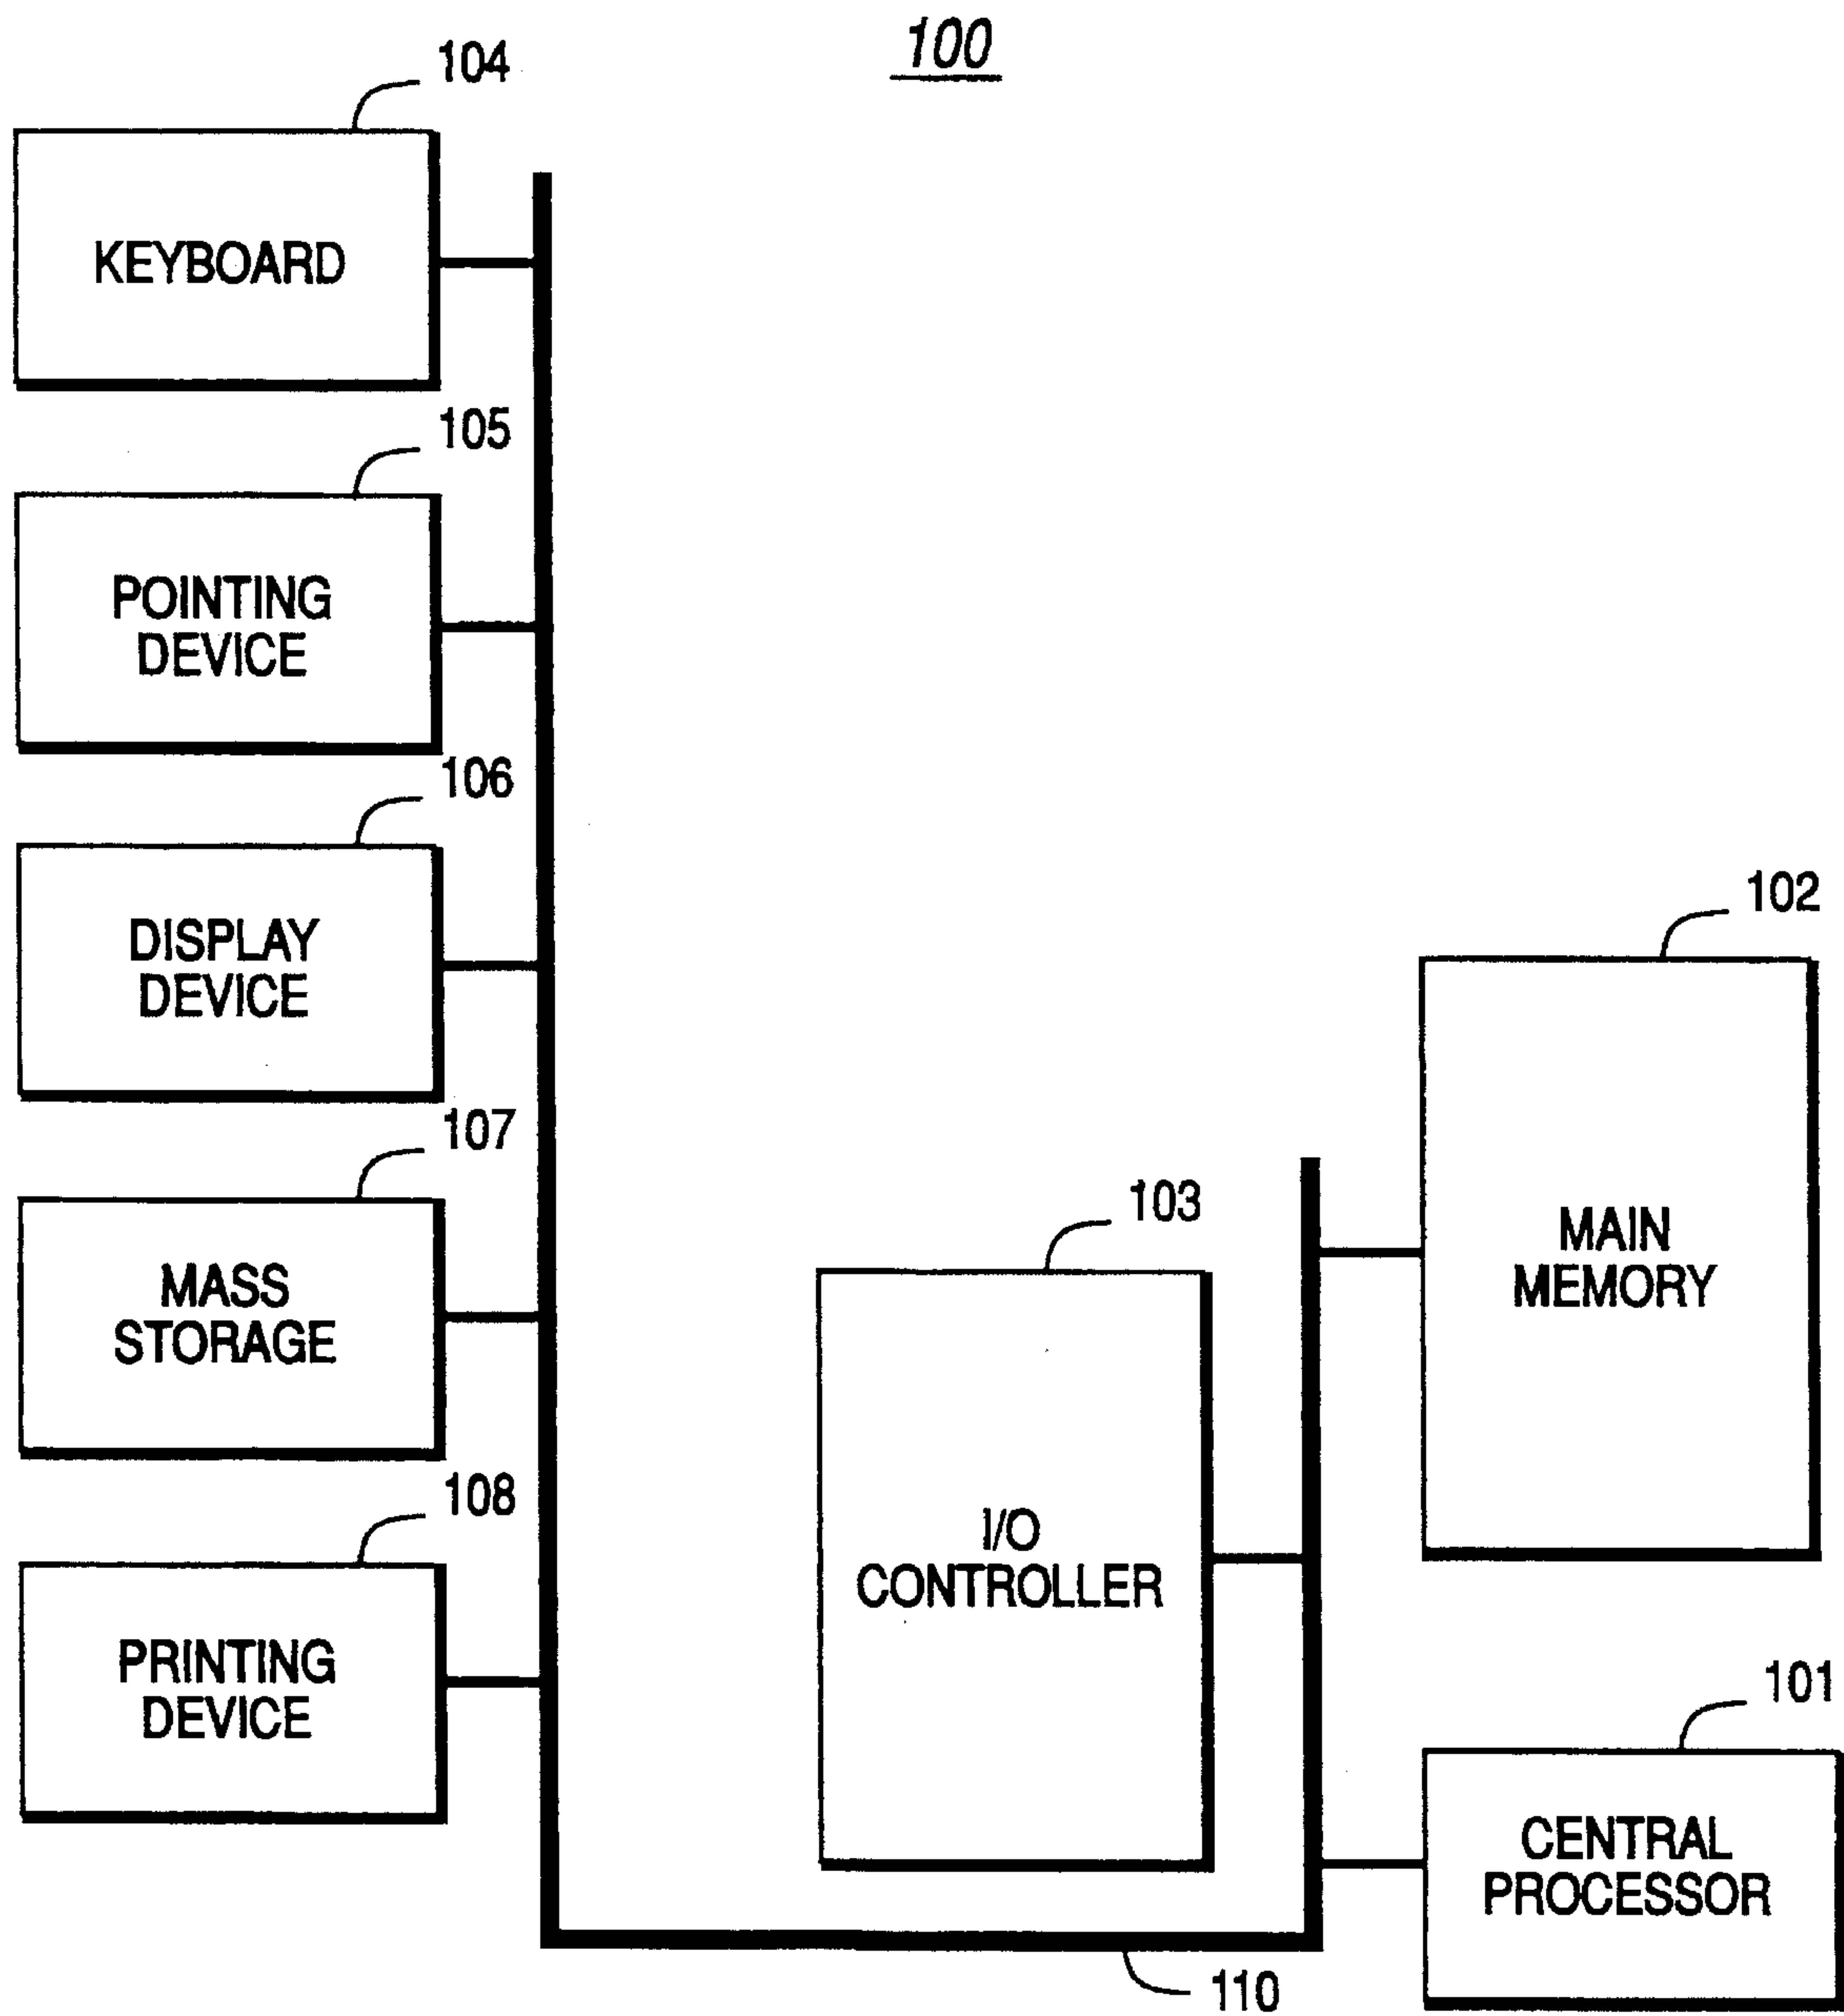 100
104
KEYBOARD
105
POINTING
DEVICE
106
DISPLAY
DEVICE
107
MASS
STORAGE
108
PRINTING
DEVICE
103
I/O
CONTROLLER
102
MAIN
MEMORY
101
CENTRAL
PROCESSOR
110